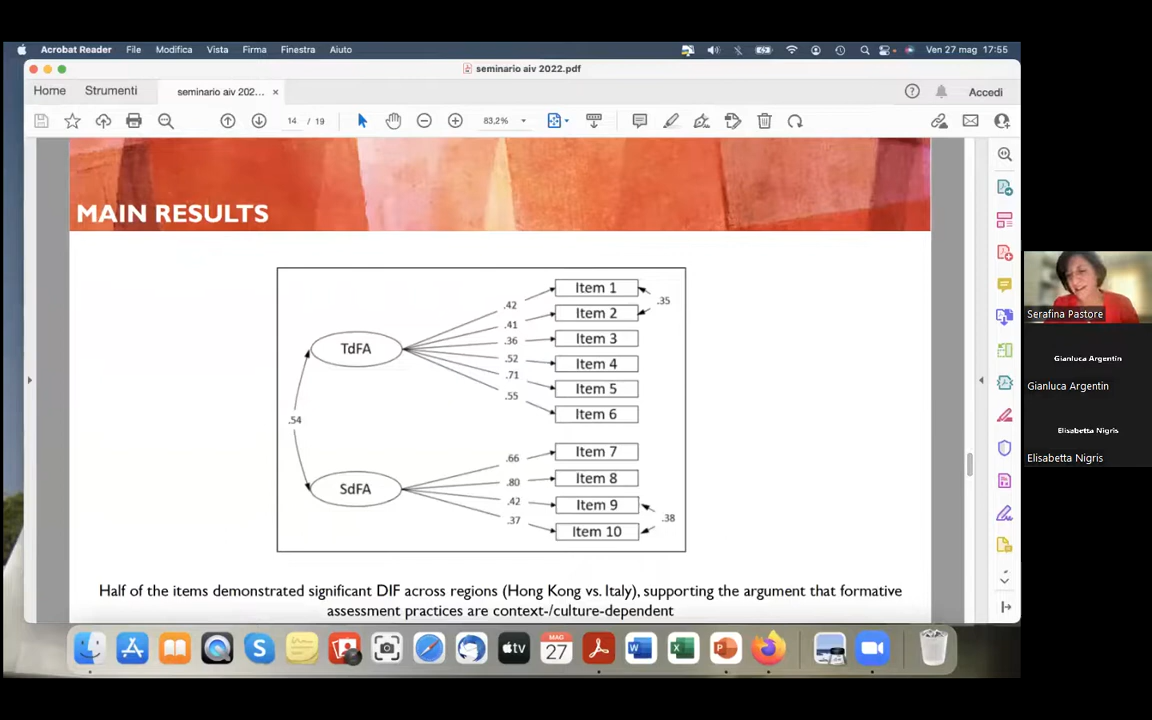 Acrobat Reader File Modifica Vista Firma Finestra Aiuto Ven 27 mag 17:55
seminario aiv 2022.pdf
Home Strumenti seminario aiv 202... × Accedi
14 / 19 83,2%
MAIN RESULTS
Item 1
.42
.35
Item 2
.41
TdFA
.36
Item 3
.52
Item 4
.71
Item 5
.55
Item 6
.54
.66
Item 7
.80
Item 8
SdFA
.42
Item 9
.38
.37
Item 10
Half of the items demonstrated significant DIF across regions (Hong Kong vs. Italy), supporting the argument that formative
assessment practices are context-/culture-dependent
Serafina Pastore
Gianluca Argentin
Gianluca Argentin
Elisabetta Nigris
Elisabetta Nigris
tv
MAG
27